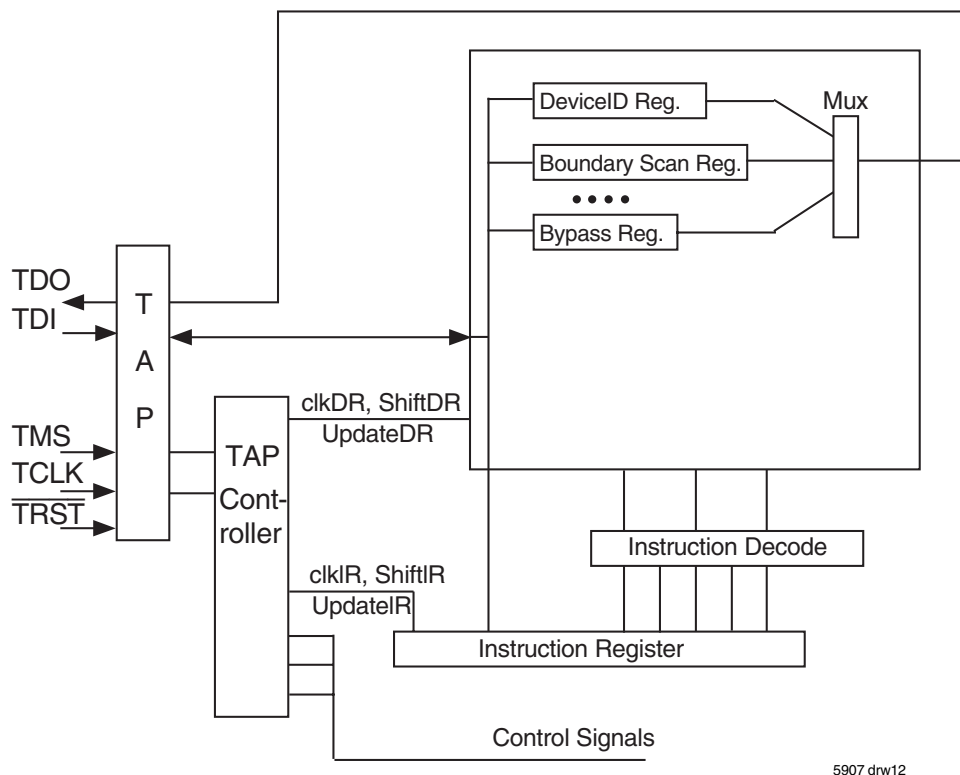 DeviceID Reg.
Mux
Boundary Scan Reg.
Bypass Reg.
TDO
TDI
T
A
P
TMS
TCLK
TRST
clkDR, ShiftDR
UpdateDR
TAP
Cont-
roller
Instruction Decode
clkIR, ShiftIR
UpdateIR
Instruction Register
Control Signals
5907 drw12